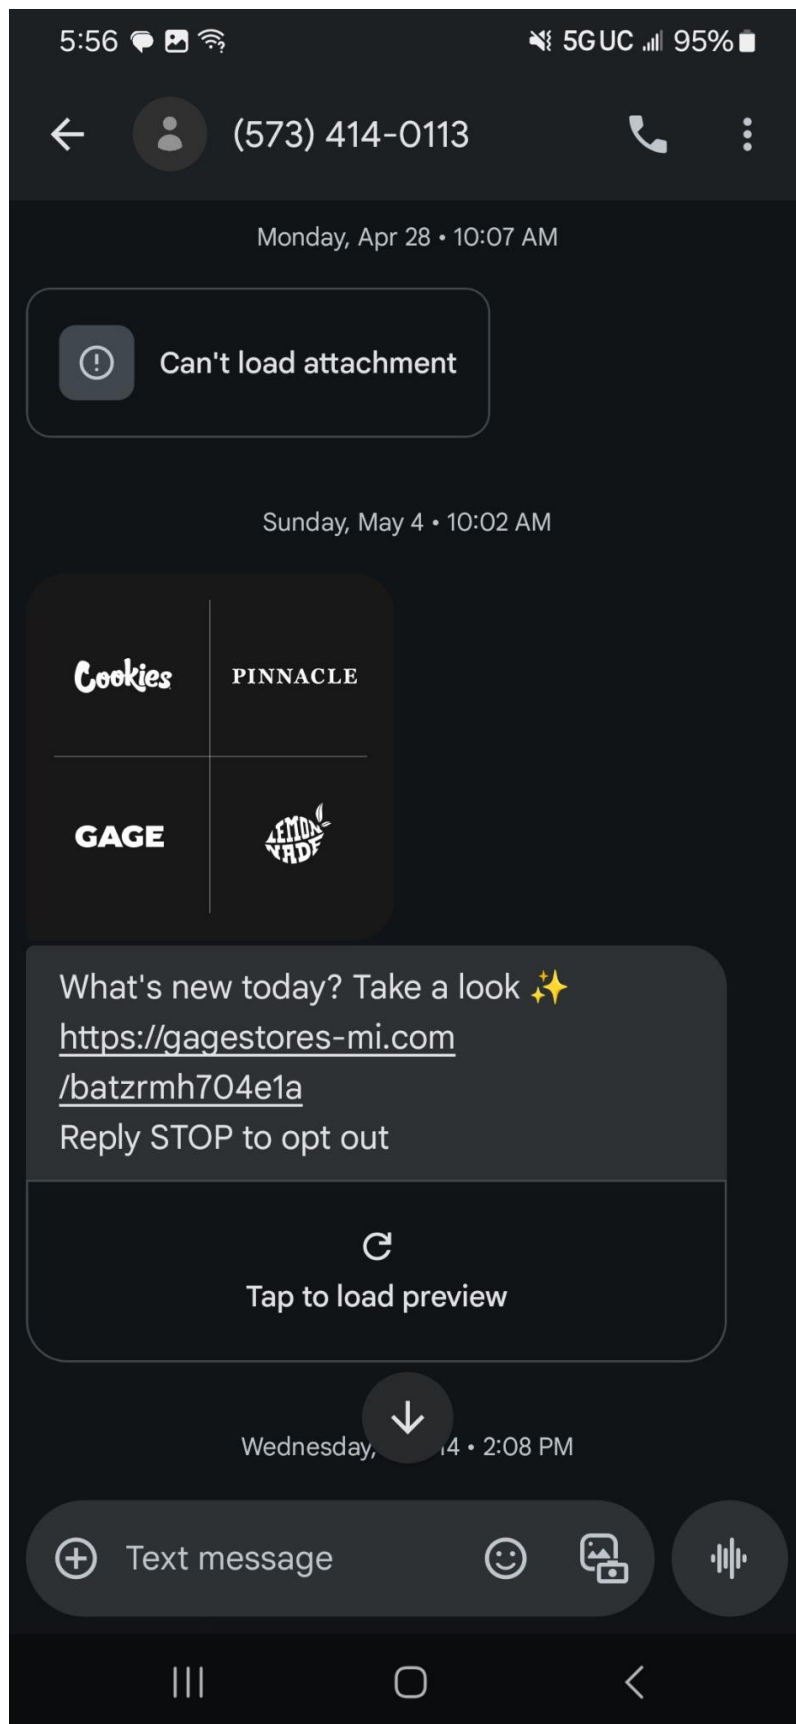 5:56 5G UC 95%
(573) 414-0113
Monday, Apr 28 • 10:07 AM
Can't load attachment
Sunday, May 4 • 10:02 AM
Cookies PINNACLE
GAGE LEMON NADE
What's new today? Take a look ✨
https://gagestores-mi.com
/batzrmh704e1a
Reply STOP to opt out
Tap to load preview
Wednesday, 14 • 2:08 PM
Text message